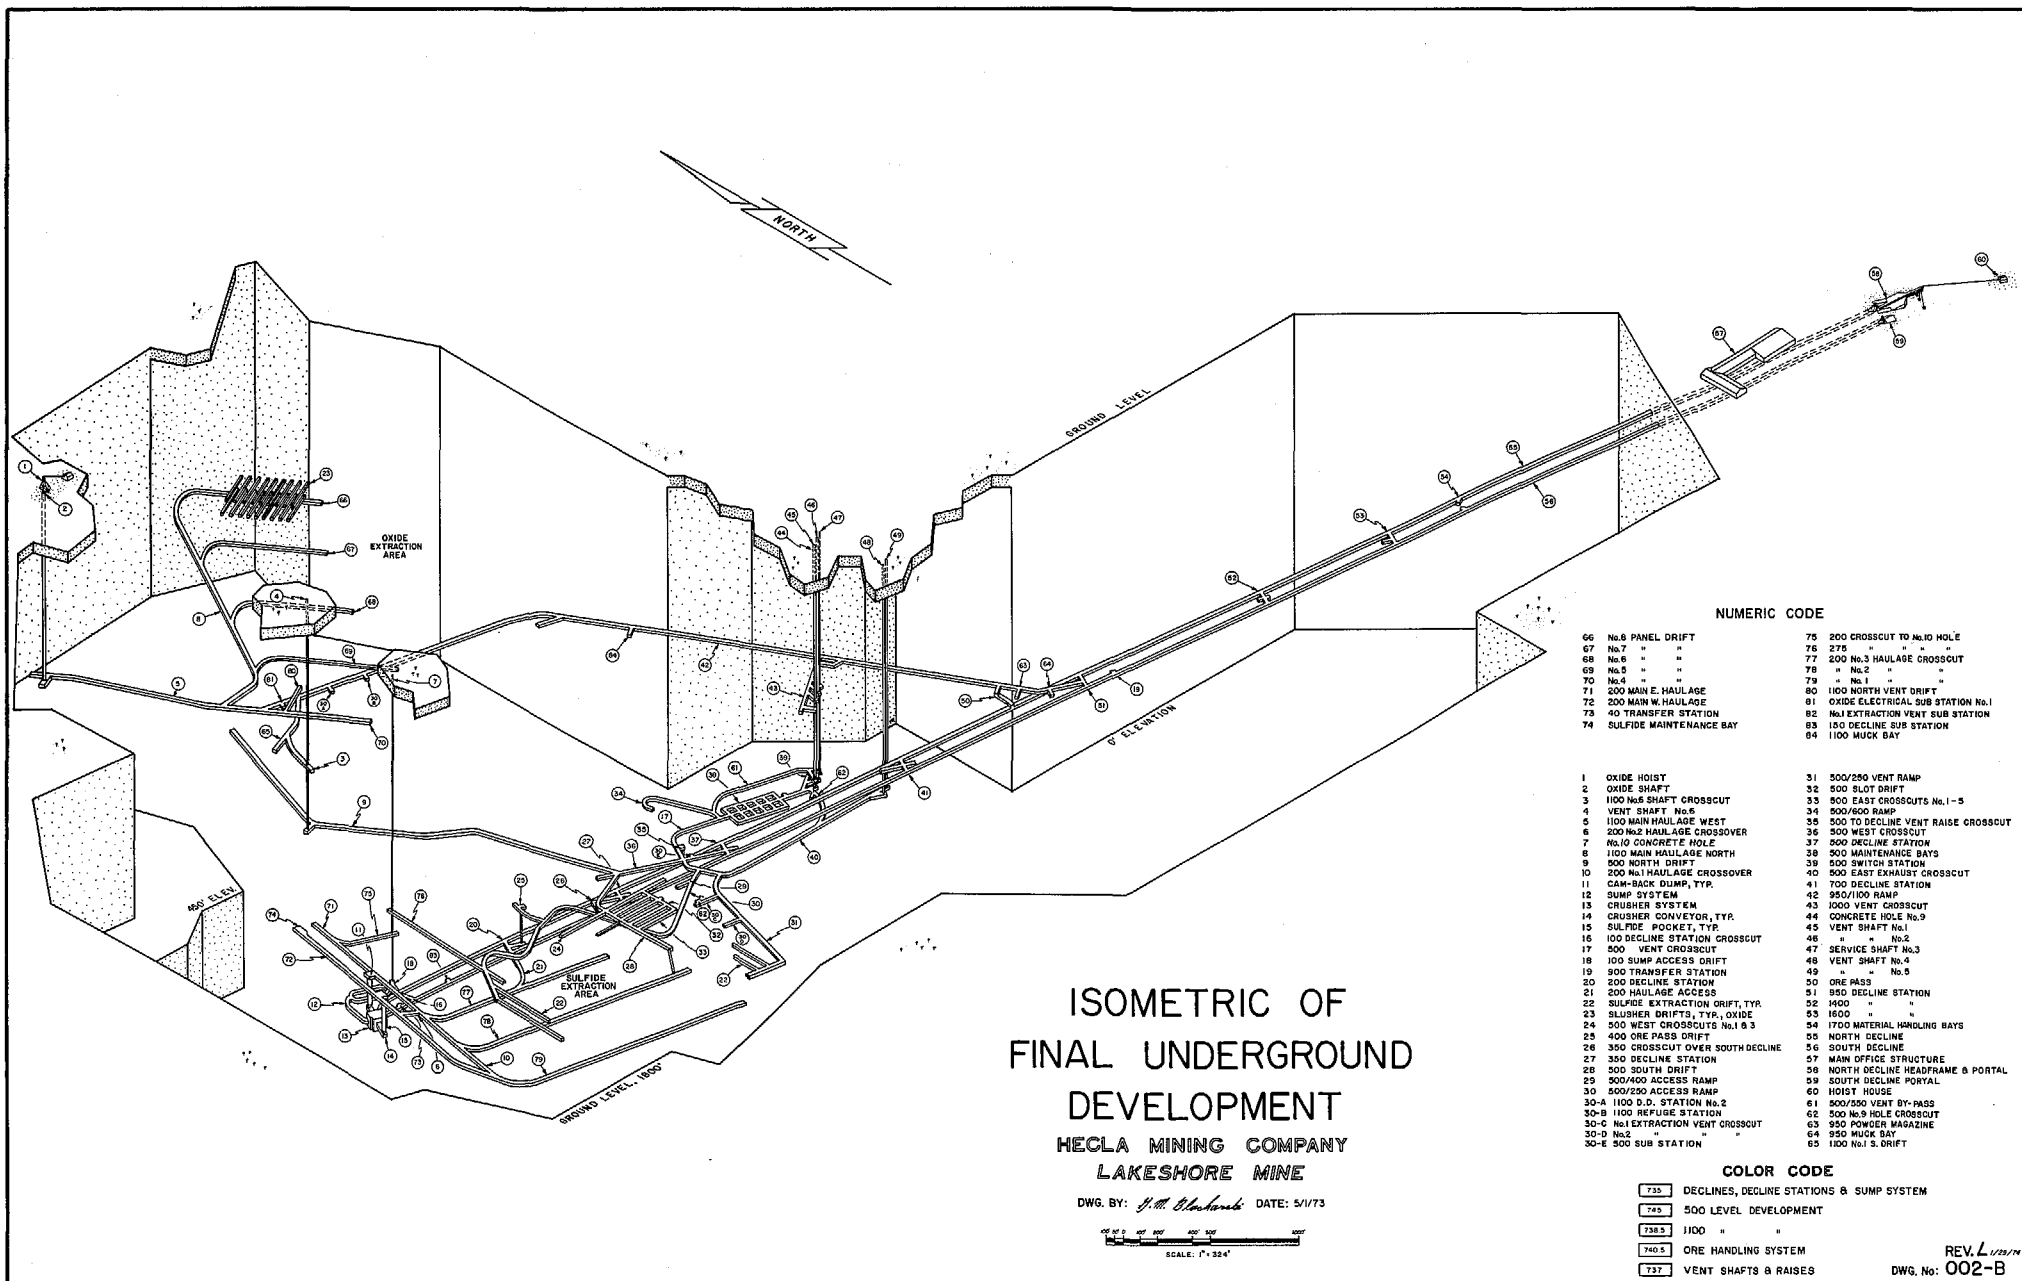 NORTH
GROUND LEVEL
OXIDE
EXTRACTION
AREA
0' ELEVATION
450' ELEV.
SULFIDE
EXTRACTION
AREA
GROUND LEVEL, 1800'
NUMERIC CODE
66 No.8 PANEL DRIFT
67 No.7 " "
68 No.6 " "
69 No.5 " "
70 No.4 " "
71 200 MAIN E. HAULAGE
72 200 MAIN W. HAULAGE
73 40 TRANSFER STATION
74 SULFIDE MAINTENANCE BAY
75 200 CROSSCUT TO No.10 HOLE
76 275 " " " "
77 200 No.3 HAULAGE CROSSCUT
78 " No.2 " "
79 " No.1 " "
80 1100 NORTH VENT DRIFT
81 OXIDE ELECTRICAL SUB STATION No.1
82 No.1 EXTRACTION VENT SUB STATION
83 150 DECLINE SUB STATION
84 1100 MUCK BAY
1 OXIDE HOIST
2 OXIDE SHAFT
3 1100 No.6 SHAFT CROSSCUT
4 VENT SHAFT No.6
5 1100 MAIN HAULAGE WEST
6 200 No.2 HAULAGE CROSSOVER
7 No.10 CONCRETE HOLE
8 1100 MAIN HAULAGE NORTH
9 500 NORTH DRIFT
10 200 No.1 HAULAGE CROSSOVER
11 CAM-BACK DUMP, TYP.
12 SUMP SYSTEM
13 CRUSHER SYSTEM
14 CRUSHER CONVEYOR, TYP.
15 SULFIDE POCKET, TYP.
16 100 DECLINE STATION CROSSCUT
17 500 VENT CROSSCUT
18 100 SUMP ACCESS DRIFT
19 900 TRANSFER STATION
20 200 DECLINE STATION
21 200 HAULAGE ACCESS
22 SULFIDE EXTRACTION DRIFT, TYP.
23 SLUSHER DRIFTS, TYP., OXIDE
24 500 WEST CROSSCUTS No.1 & 3
25 400 ORE PASS DRIFT
26 350 CROSSCUT OVER SOUTH DECLINE
27 350 DECLINE STATION
28 500 SOUTH DRIFT
29 500/400 ACCESS RAMP
30 500/250 ACCESS RAMP
30-A 1100 D.D. STATION No.2
30-B 1100 REFUGE STATION
30-C No.1 EXTRACTION VENT CROSSCUT
30-D No.2 " " "
30-E 500 SUB STATION
31 500/250 VENT RAMP
32 500 SLOT DRIFT
33 500 EAST CROSSCUTS No.1-5
34 500/600 RAMP
35 500 TO DECLINE VENT RAISE CROSSCUT
36 500 WEST CROSSCUT
37 500 DECLINE STATION
38 500 MAINTENANCE BAYS
39 500 SWITCH STATION
40 500 EAST EXHAUST CROSSCUT
41 700 DECLINE STATION
42 950/1100 RAMP
43 1000 VENT CROSSCUT
44 CONCRETE HOLE No.9
45 VENT SHAFT No.1
46 " " No.2
47 SERVICE SHAFT No.3
48 VENT SHAFT No.4
49 " " No.5
50 ORE PASS
51 950 DECLINE STATION
52 1400 " "
53 1600 " "
54 1700 MATERIAL HANDLING BAYS
55 NORTH DECLINE
56 SOUTH DECLINE
57 MAIN OFFICE STRUCTURE
58 NORTH DECLINE HEADFRAME & PORTAL
59 SOUTH DECLINE PORTAL
60 HOIST HOUSE
61 500/550 VENT BY-PASS
62 500 No.9 HOLE CROSSCUT
63 950 POWDER MAGAZINE
64 950 MUCK BAY
65 1100 No.1 S. DRIFT
ISOMETRIC OF
FINAL UNDERGROUND
DEVELOPMENT
HECLA MINING COMPANY
LAKESHORE MINE
DWG. BY: DATE: 5/1/73
SCALE: 1" = 324'
COLOR CODE
735 DECLINES, DECLINE STATIONS & SUMP SYSTEM
745 500 LEVEL DEVELOPMENT
738.5 1100 " "
740.5 ORE HANDLING SYSTEM
737 VENT SHAFTS & RAISES
REV. L 1/29/74
DWG. No: 002-B